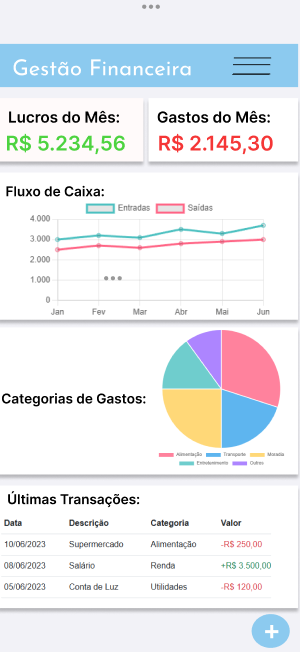 Gestão Financeira
Lucros do Mês:
R$ 5.234,56
Gastos do Mês:
R$ 2.145,30
Fluxo de Caixa:
Entradas Saídas
4.000
3.000
2.000
1.000
0
Jan Fev Mar Abr Mai Jun
Categorias de Gastos:
Alimentação Transporte Moradia
Entretenimento Outros
Últimas Transações:
Data Descrição Categoria Valor
10/06/2023 Supermercado Alimentação -R$ 250,00
08/06/2023 Salário Renda +R$ 3.500,00
05/06/2023 Conta de Luz Utilidades -R$ 120,00
+